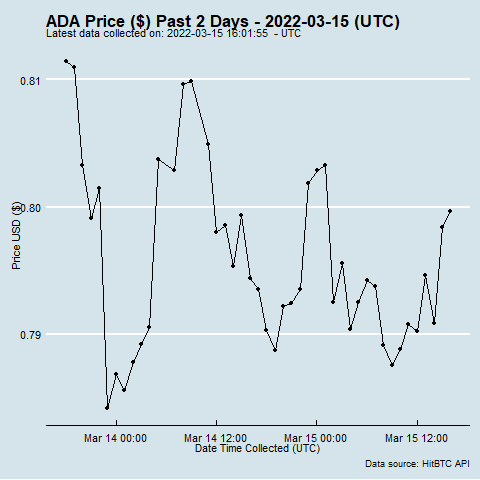 ADA Price ($) Past 2 Days - 2022-03-15 (UTC)
Latest data collected on: 2022-03-15 16:01:55 - UTC
0.81
0.80
0.79
Price USD ($)
Mar 14 00:00 Mar 14 12:00 Mar 15 00:00 Mar 15 12:00
Date Time Collected (UTC)
Data source: HitBTC API